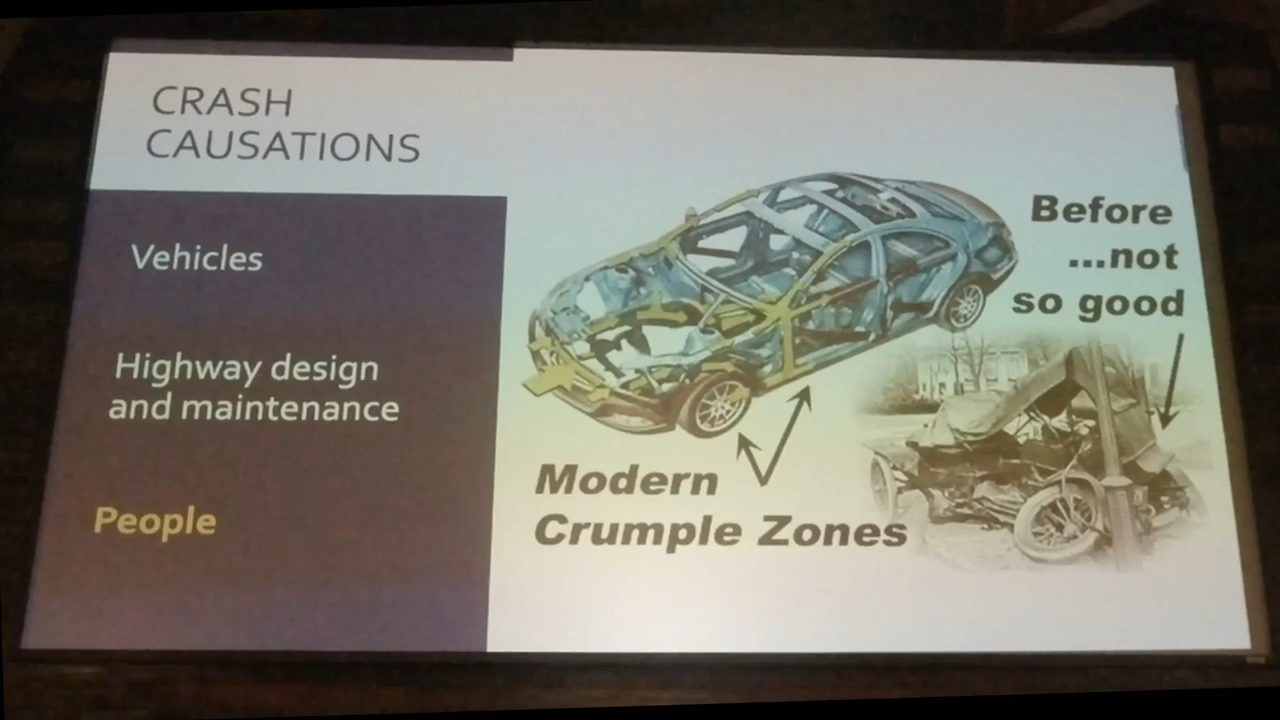 CRASH
CAUSATIONS
Vehicles
Highway design
and maintenance
People
Before
...not
so good
Modern
Crumple Zones